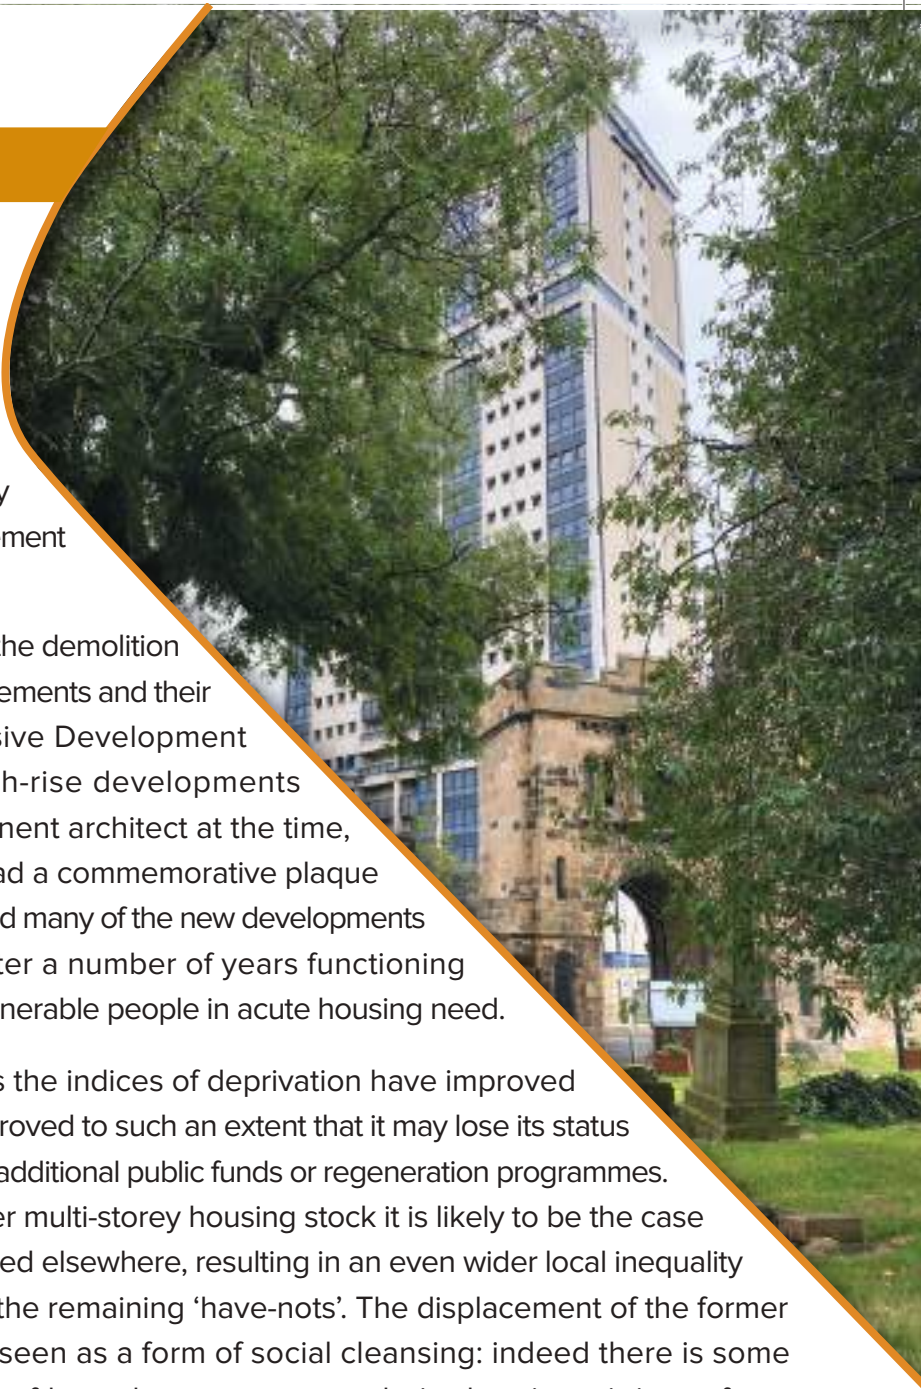 y
ment
the demolition
ements and their
sive Development
h-rise developments
nent architect at the time,
ad a commemorative plaque
d many of the new developments
ter a number of years functioning
nerable people in acute housing need.
s the indices of deprivation have improved
roved to such an extent that it may lose its status
additional public funds or regeneration programmes.
er multi-storey housing stock it is likely to be the case
ed elsewhere, resulting in an even wider local inequality
the remaining ‘have-nots’. The displacement of the former
seen as a form of social cleansing: indeed there is some